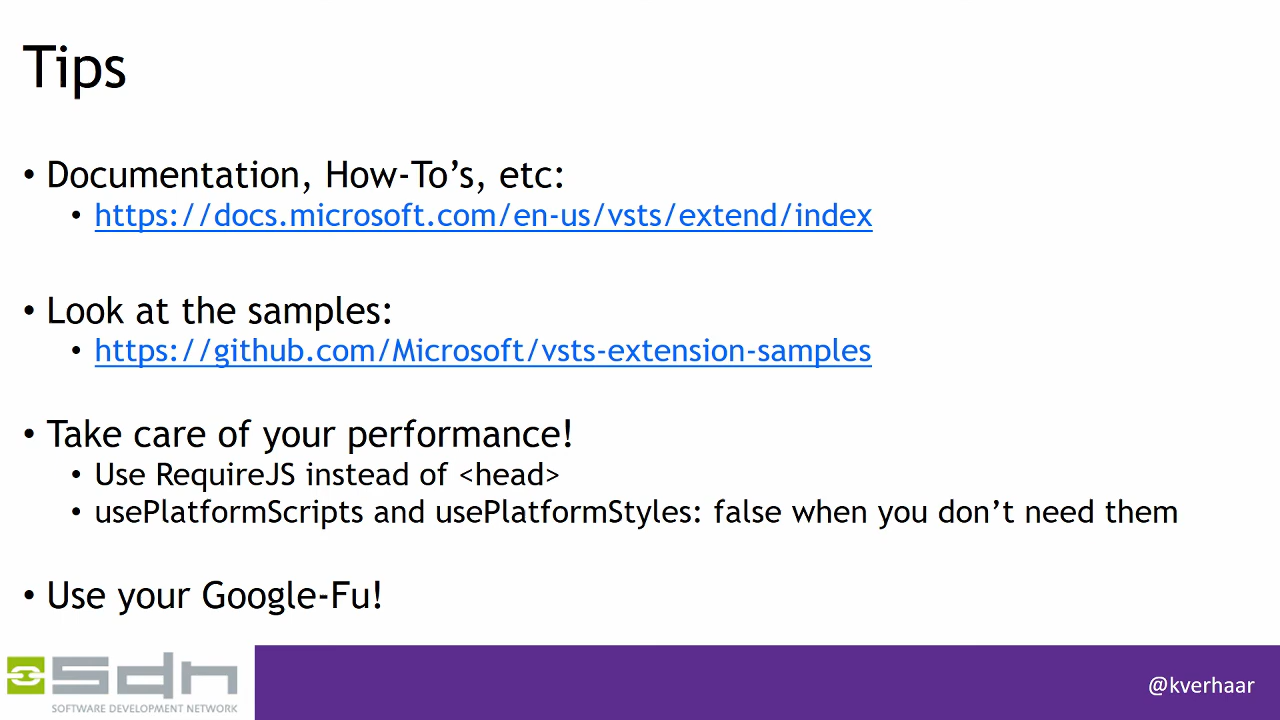 Tips
• Documentation, How-To’s, etc:
• https://docs.microsoft.com/en-us/vsts/extend/index
• Look at the samples:
• https://github.com/Microsoft/vsts-extension-samples
• Take care of your performance!
• Use RequireJS instead of <head>
• usePlatformScripts and usePlatformStyles: false when you don’t need them
• Use your Google-Fu!
sdn
SOFTWARE DEVELOPMENT NETWORK
@kverhaar